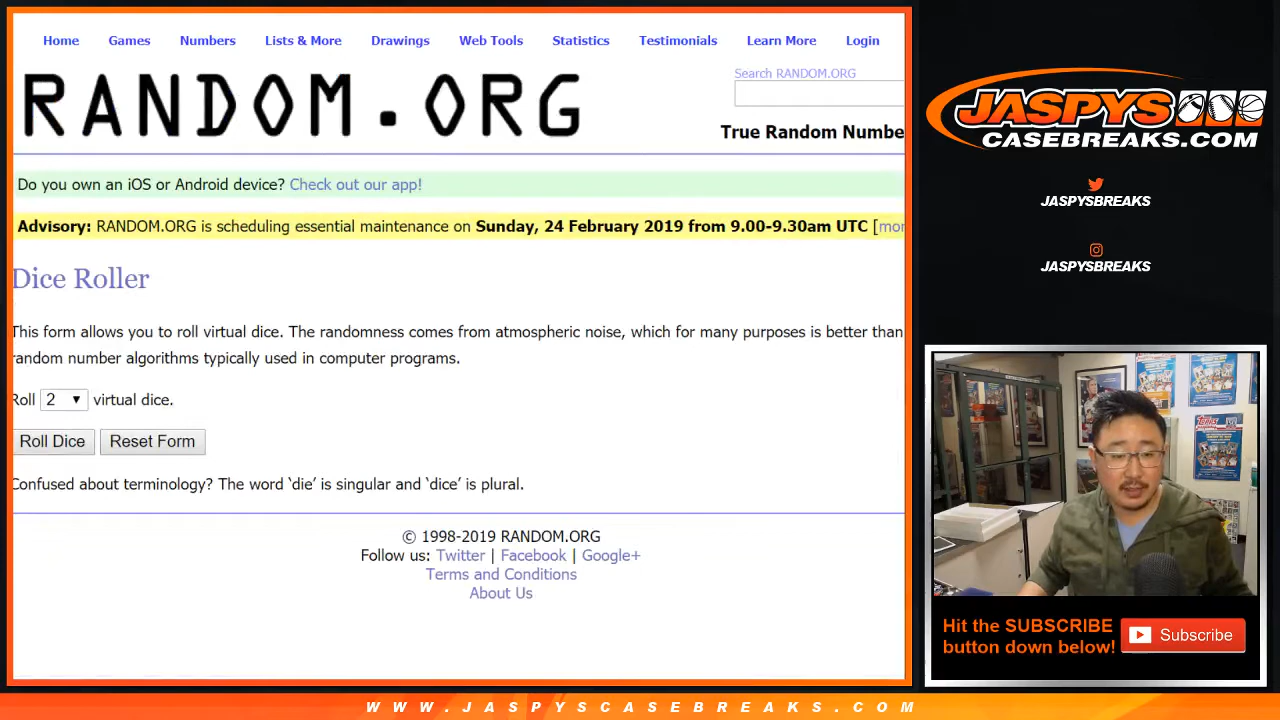 Home Games Numbers Lists & More Drawings Web Tools Statistics Testimonials Learn More Login
RANDOM.ORG
Search RANDOM.ORG
True Random Numbe
Do you own an iOS or Android device? Check out our app!
Advisory: RANDOM.ORG is scheduling essential maintenance on Sunday, 24 February 2019 from 9.00-9.30am UTC [mor
Dice Roller
This form allows you to roll virtual dice. The randomness comes from atmospheric noise, which for many purposes is better than
random number algorithms typically used in computer programs.
Roll 2 virtual dice.
Roll Dice Reset Form
Confused about terminology? The word ‘die’ is singular and ‘dice’ is plural.
© 1998-2019 RANDOM.ORG
Follow us: Twitter | Facebook | Google+
Terms and Conditions
About Us
JASPYS
CASEBREAKS.COM
JASPYSBREAKS
JASPYSBREAKS
Hit the SUBSCRIBE
button down below!
Subscribe
WWW.JASPYSCASEBREAKS.COM